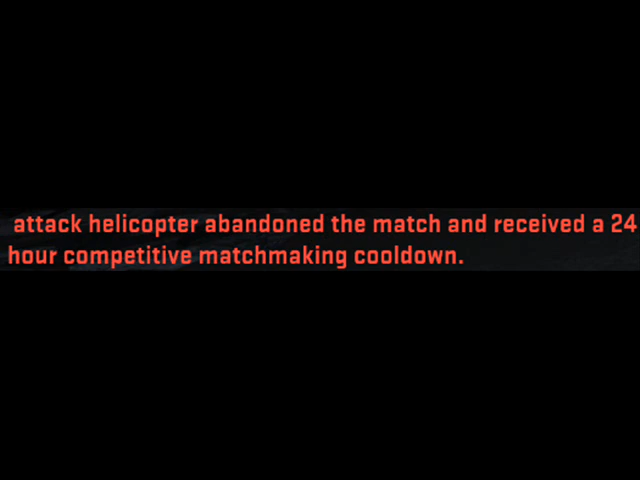 attack helicopter abandoned the match and received a 24
hour competitive matchmaking cooldown.